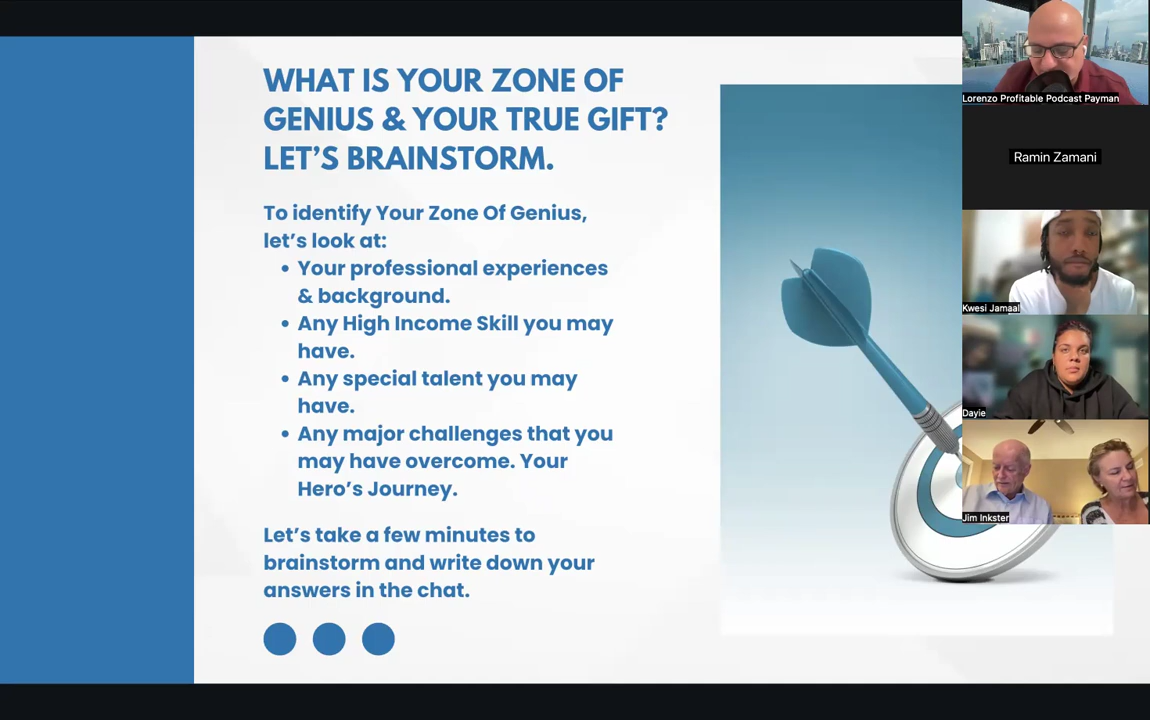 WHAT IS YOUR ZONE OF
GENIUS & YOUR TRUE GIFT?
LET'S BRAINSTORM.
To identify Your Zone Of Genius,
let's look at:
• Your professional experiences
& background.
• Any High Income Skill you may
have.
• Any special talent you may
have.
• Any major challenges that you
may have overcome. Your
Hero's Journey.
Let's take a few minutes to
brainstorm and write down your
answers in the chat.
Lorenzo Profitable Podcast Payman
Ramin Zamani
Kwesi Jamaal
Dayie
Jim Inkster